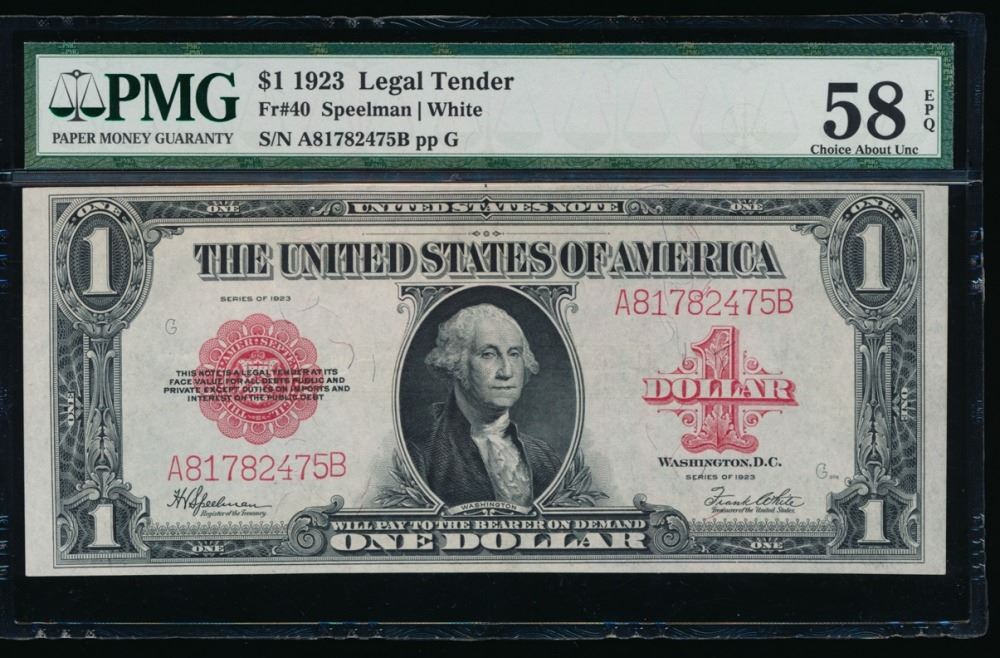 PMG
PAPER MONEY GUARANTY
$1 1923 Legal Tender
Fr#40 Speelman | White
S/N A81782475B pp G
58
EPQ
Choice About Unc
ONE
ONE
UNITED STATES NOTE
ONE
ONE
1
THE UNITED STATES OF AMERICA
1
SERIES OF 1923
A81782475B
G
THIS NOTE IS A LEGAL TENDER AT ITS
FACE VALUE FOR ALL DEBTS PUBLIC AND
PRIVATE EXCEPT DUTIES ON IMPORTS AND
INTEREST ON THE PUBLIC DEBT
1
DOLLAR
ONE
ONE
WASHINGTON, D.C.
A81782475B
SERIES OF 1923
G
H V Speelman
Register of the Treasury.
WASHINGTON
Frank White
Treasurer of the United States.
1
WILL PAY TO THE BEARER ON DEMAND
1
ONE
ONE DOLLAR
ONE